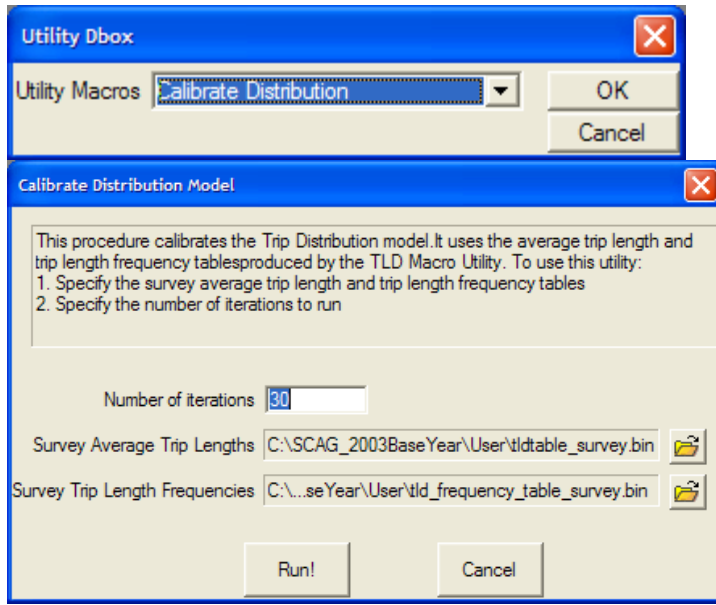 Utility Dbox
Utility Macros Calibrate Distribution OK
Cancel
Calibrate Distribution Model
This procedure calibrates the Trip Distribution model.It uses the average trip length and
trip length frequency tablesproduced by the TLD Macro Utility. To use this utility:
1. Specify the survey average trip length and trip length frequency tables
2. Specify the number of iterations to run
Number of iterations 30
Survey Average Trip Lengths C:\SCAG_2003BaseYear\User\tldtable_survey.bin
Survey Trip Length Frequencies C:\...seYear\User\tld_frequency_table_survey.bin
Run! Cancel